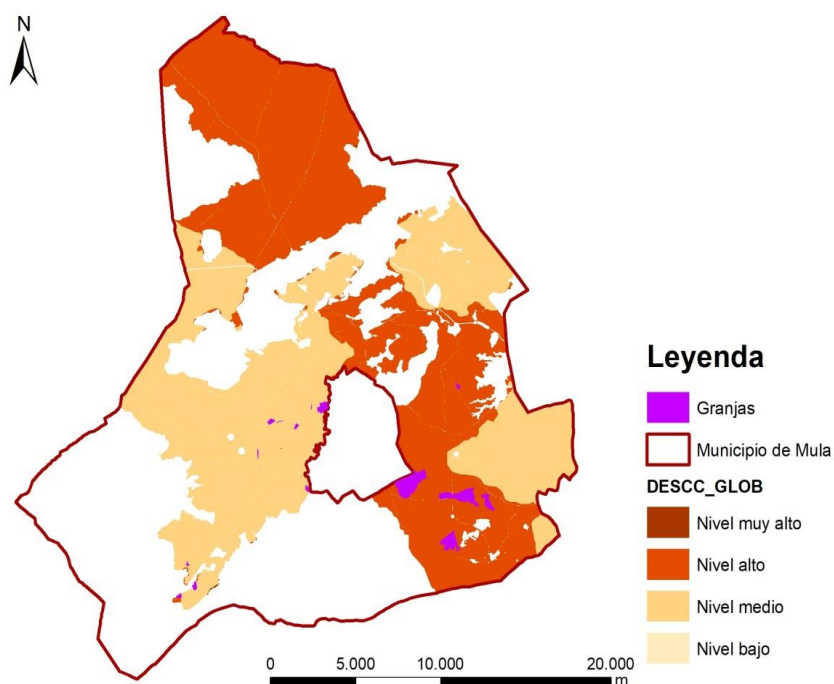 N
Leyenda
Granjas
Municipio de Mula
DESCC_GLOB
Nivel muy alto
Nivel alto
Nivel medio
Nivel bajo
0 5.000 10.000 20.000
m